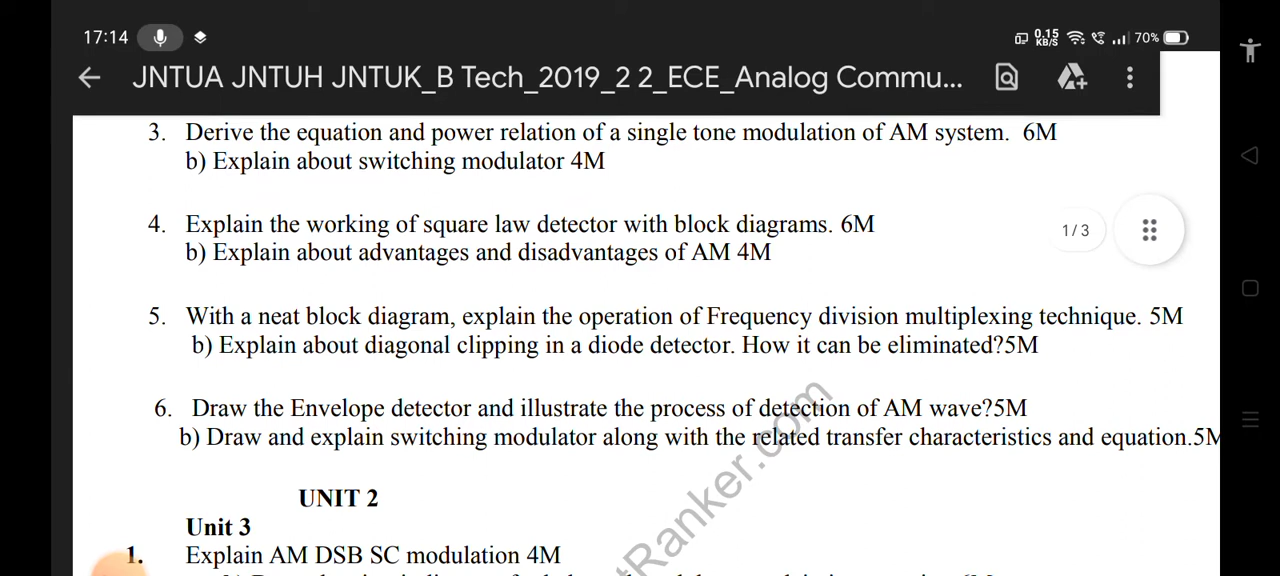 17:14
0.15 KB/S 70%
JNTUA JNTUH JNTUK_B Tech_2019_2 2_ECE_Analog Commu...
3. Derive the equation and power relation of a single tone modulation of AM system. 6M
b) Explain about switching modulator 4M
4. Explain the working of square law detector with block diagrams. 6M
1 / 3
b) Explain about advantages and disadvantages of AM 4M
5. With a neat block diagram, explain the operation of Frequency division multiplexing technique. 5M
b) Explain about diagonal clipping in a diode detector. How it can be eliminated?5M
6. Draw the Envelope detector and illustrate the process of detection of AM wave?5M
b) Draw and explain switching modulator along with the related transfer characteristics and equation.5M
UNIT 2
Unit 3
1. Explain AM DSB SC modulation 4M
tRanker.com